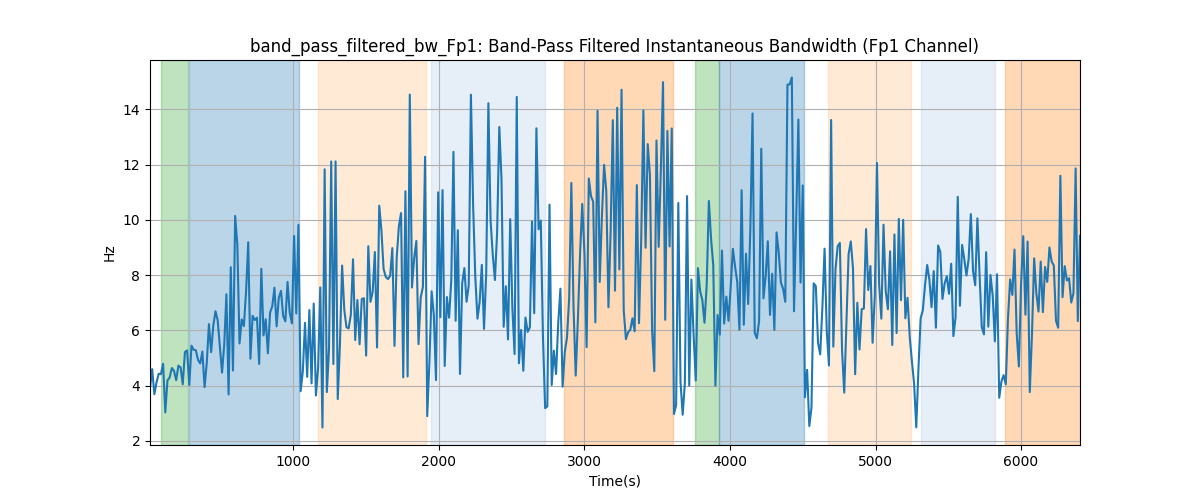 band_pass_filtered_bw_Fp1: Band-Pass Filtered Instantaneous Bandwidth (Fp1 Channel)
14
12
10
8
6
4
2
Hz
1000 2000 3000 4000 5000 6000
Time(s)